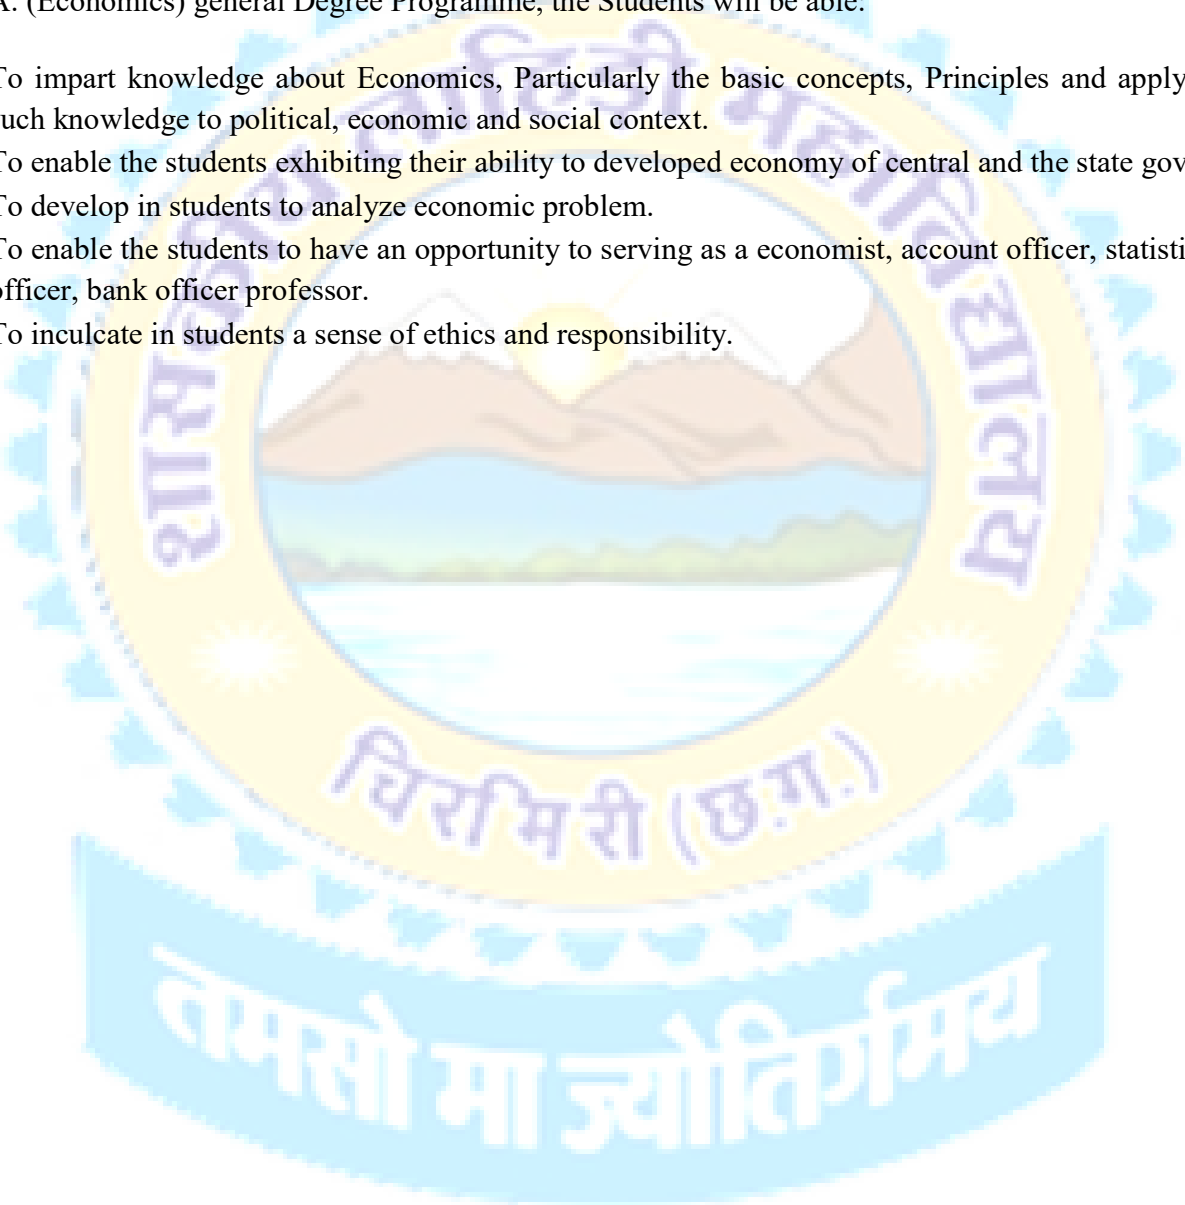 A. (Economics) general Degree Programme, the Students will be able:
To impart knowledge about Economics, Particularly the basic concepts, Principles and apply
uch knowledge to political, economic and social context.
To enable the students exhibiting their ability to developed economy of central and the state gov
To develop in students to analyze economic problem.
To enable the students to have an opportunity to serving as a economist, account officer, statisti
officer, bank officer professor.
To inculcate in students a sense of ethics and responsibility.
शासकीय लाहिडी महाविद्यालय
चिरमिरी (छ.ग.)
तमसो मा ज्योतिर्गमय